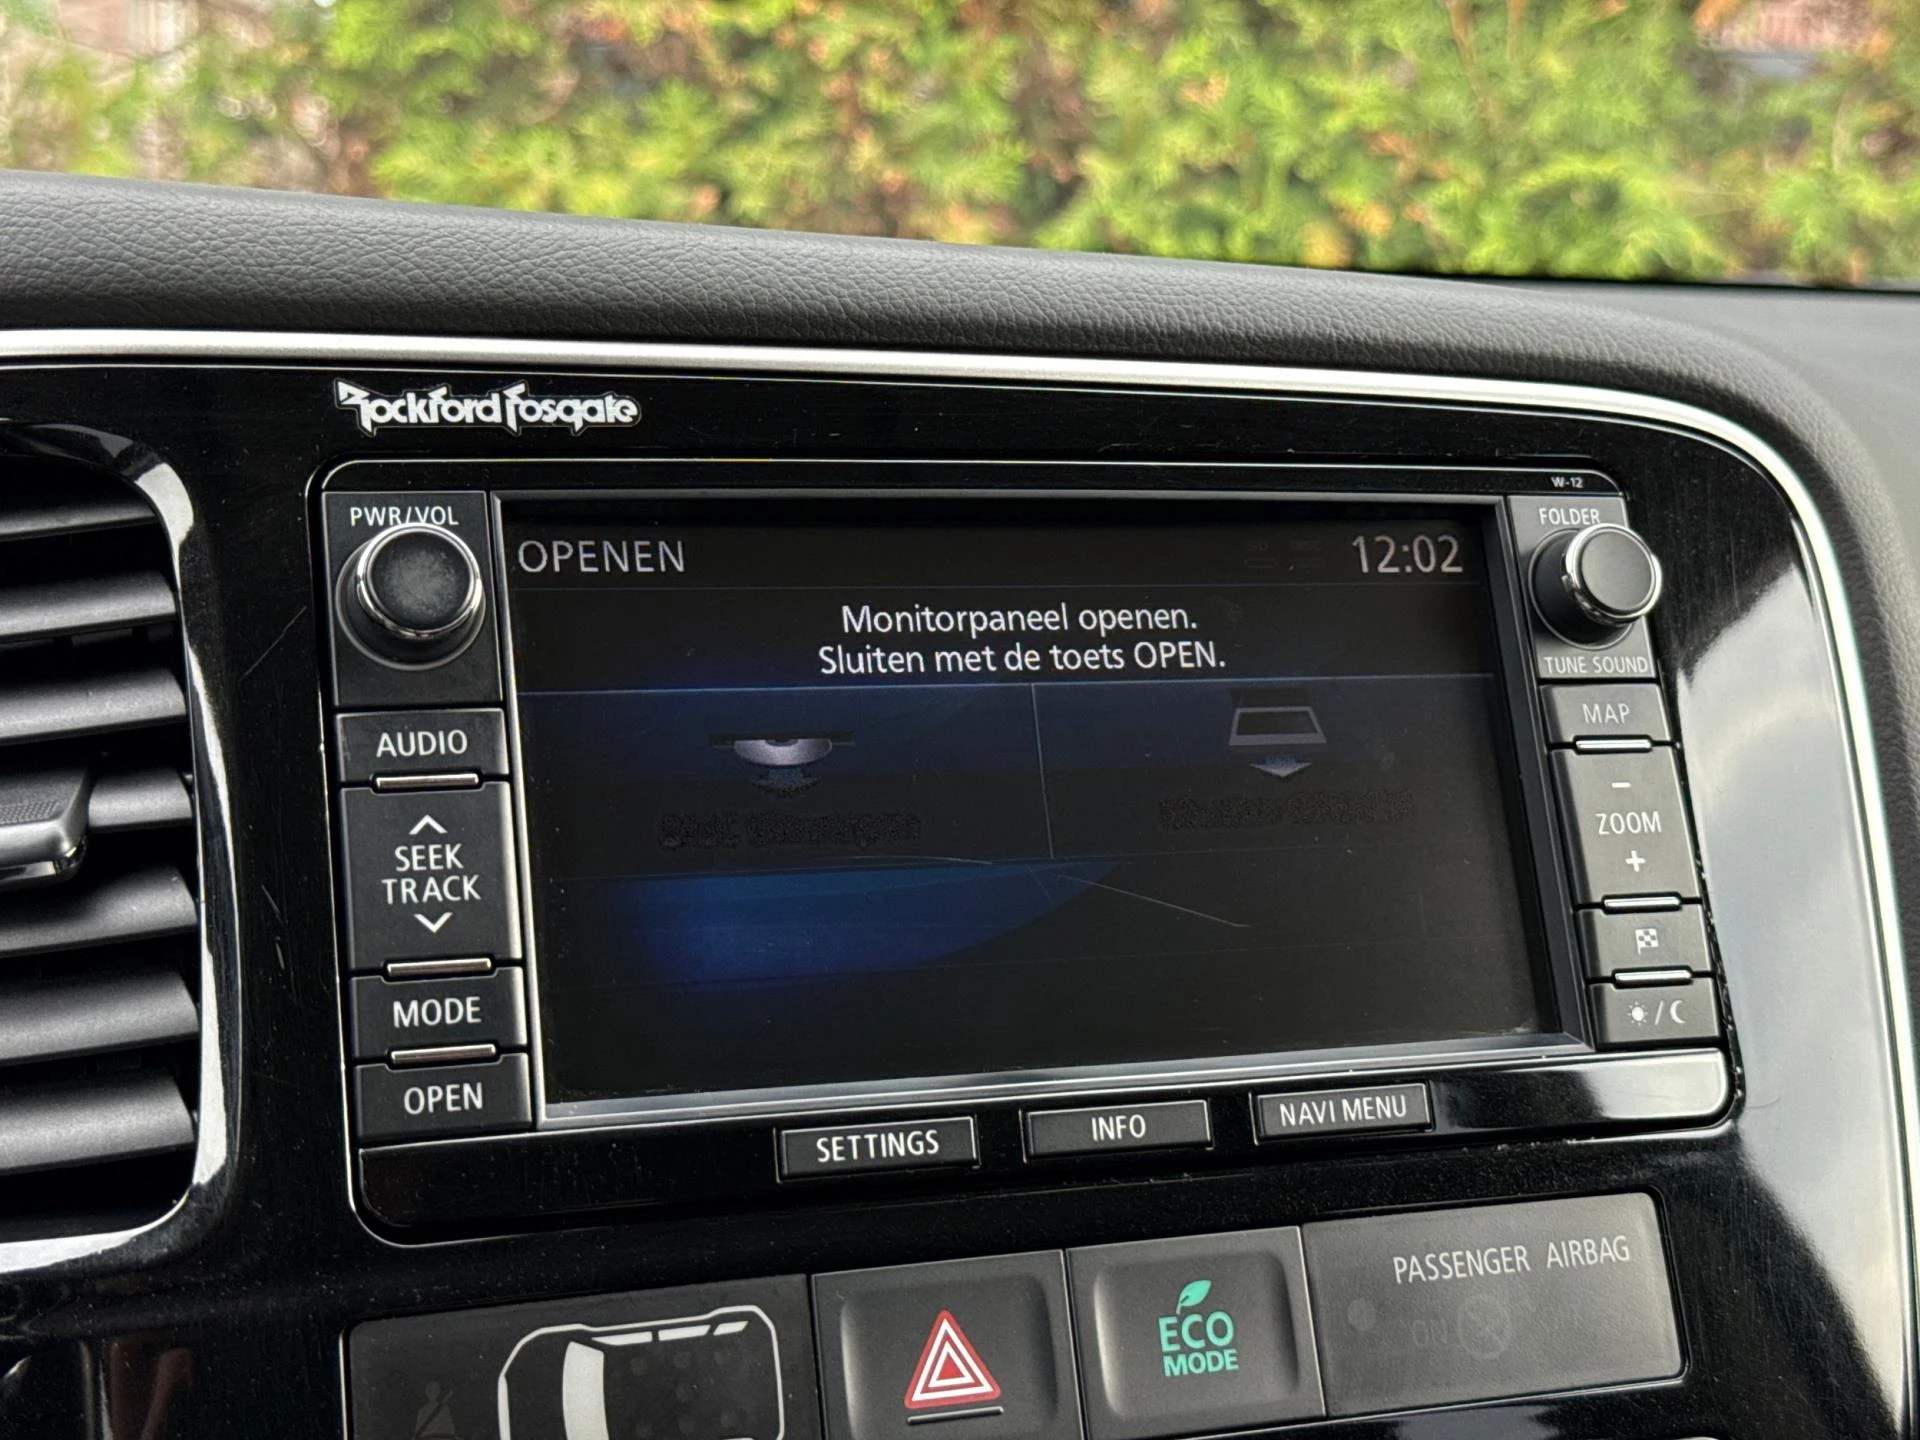 Rockford Fosgate
W-12
PWR/VOL
FOLDER
OPENEN
12:02
Monitorpaneel openen.
Sluiten met de toets OPEN.
TUNE SOUND
AUDIO
MAP
SEEK
TRACK
− 
ZOOM
+
MODE
OPEN
SETTINGS
INFO
NAVI MENU
PASSENGER AIRBAG
ECO
MODE